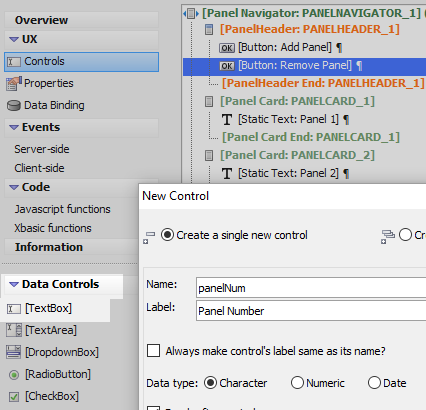 Overview
UX
Controls
Properties
Data Binding
Events
Server-side
Client-side
Code
Javascript functions
Xbasic functions
Information
Data Controls
[TextBox]
[TextArea]
[DropdownBox]
[RadioButton]
[CheckBox]
[Panel Navigator: PANELNAVIGATOR_1] (
[PanelHeader: PANELHEADER_1]
OK [Button: Add Panel] ¶
OK [Button: Remove Panel] ¶
[PanelHeader End: PANELHEADER_1]
[Panel Card: PANELCARD_1]
T [Static Text: Panel 1] ¶
[Panel Card End: PANELCARD_1]
[Panel Card: PANELCARD_2]
T [Static Text: Panel 2] ¶
New Control
Create a single new control
Cr
Name: panelNum
Label: Panel Number
Always make control's label same as its name?
Data type: Character Numeric Date